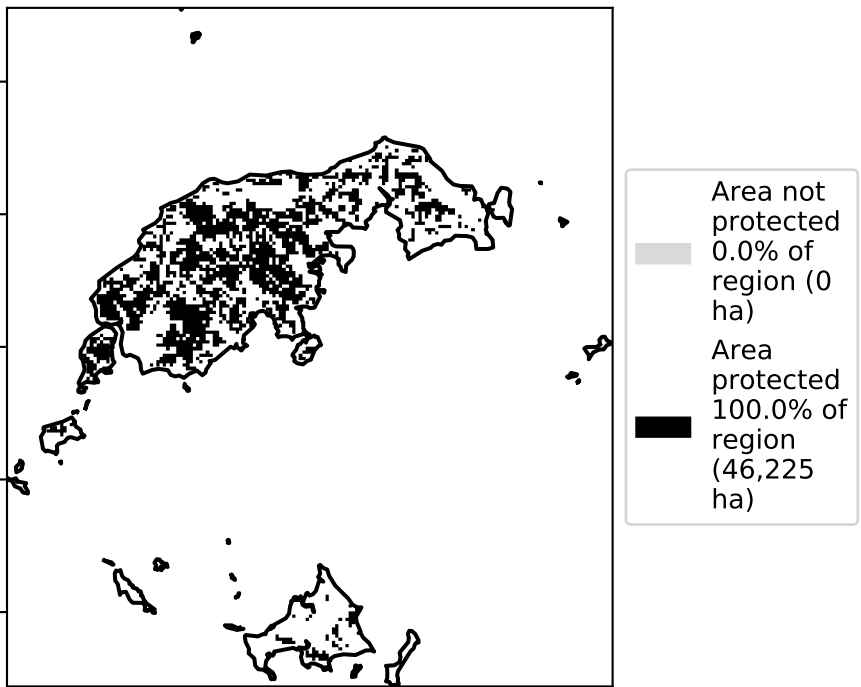 Area not
protected
0.0% of
region (0
ha)
Area
protected
100.0% of
region
(46,225
ha)